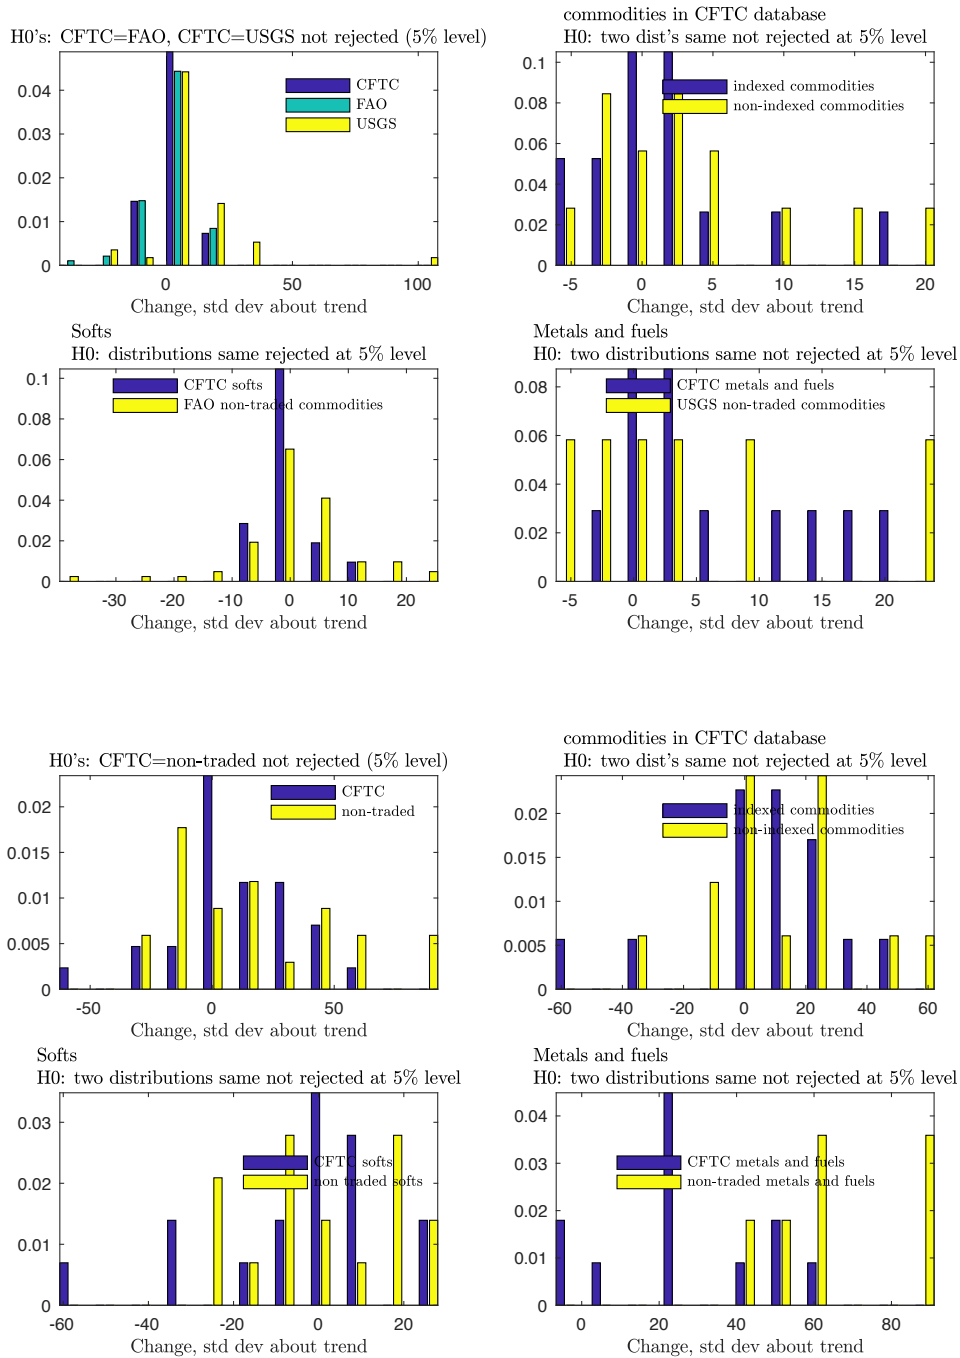 H0's: CFTC=FAO, CFTC=USGS not rejected (5% level)
CFTC
FAO
USGS
0.04
0.03
0.02
0.01
0
0 50 100
Change, std dev about trend
commodities in CFTC database
H0: two dist's same not rejected at 5% level
indexed commodities
non-indexed commodities
0.1
0.08
0.06
0.04
0.02
0
-5 0 5 10 15 20
Change, std dev about trend
Softs
H0: distributions same rejected at 5% level
CFTC softs
FAO non-traded commodities
0.1
0.08
0.06
0.04
0.02
0
-30 -20 -10 0 10 20
Change, std dev about trend
Metals and fuels
H0: two distributions same not rejected at 5% level
CFTC metals and fuels
USGS non-traded commodities
0.08
0.06
0.04
0.02
0
-5 0 5 10 15 20
Change, std dev about trend
H0's: CFTC=non-traded not rejected (5% level)
CFTC
non-traded
0.02
0.015
0.01
0.005
0
-50 0 50
Change, std dev about trend
commodities in CFTC database
H0: two dist's same not rejected at 5% level
indexed commodities
non-indexed commodities
0.02
0.015
0.01
0.005
0
-60 -40 -20 0 20 40 60
Change, std dev about trend
Softs
H0: two distributions same not rejected at 5% level
CFTC softs
non traded softs
0.03
0.02
0.01
0
-60 -40 -20 0 20
Change, std dev about trend
Metals and fuels
H0: two distributions same not rejected at 5% level
CFTC metals and fuels
non-traded metals and fuels
0.04
0.03
0.02
0.01
0
0 20 40 60 80
Change, std dev about trend